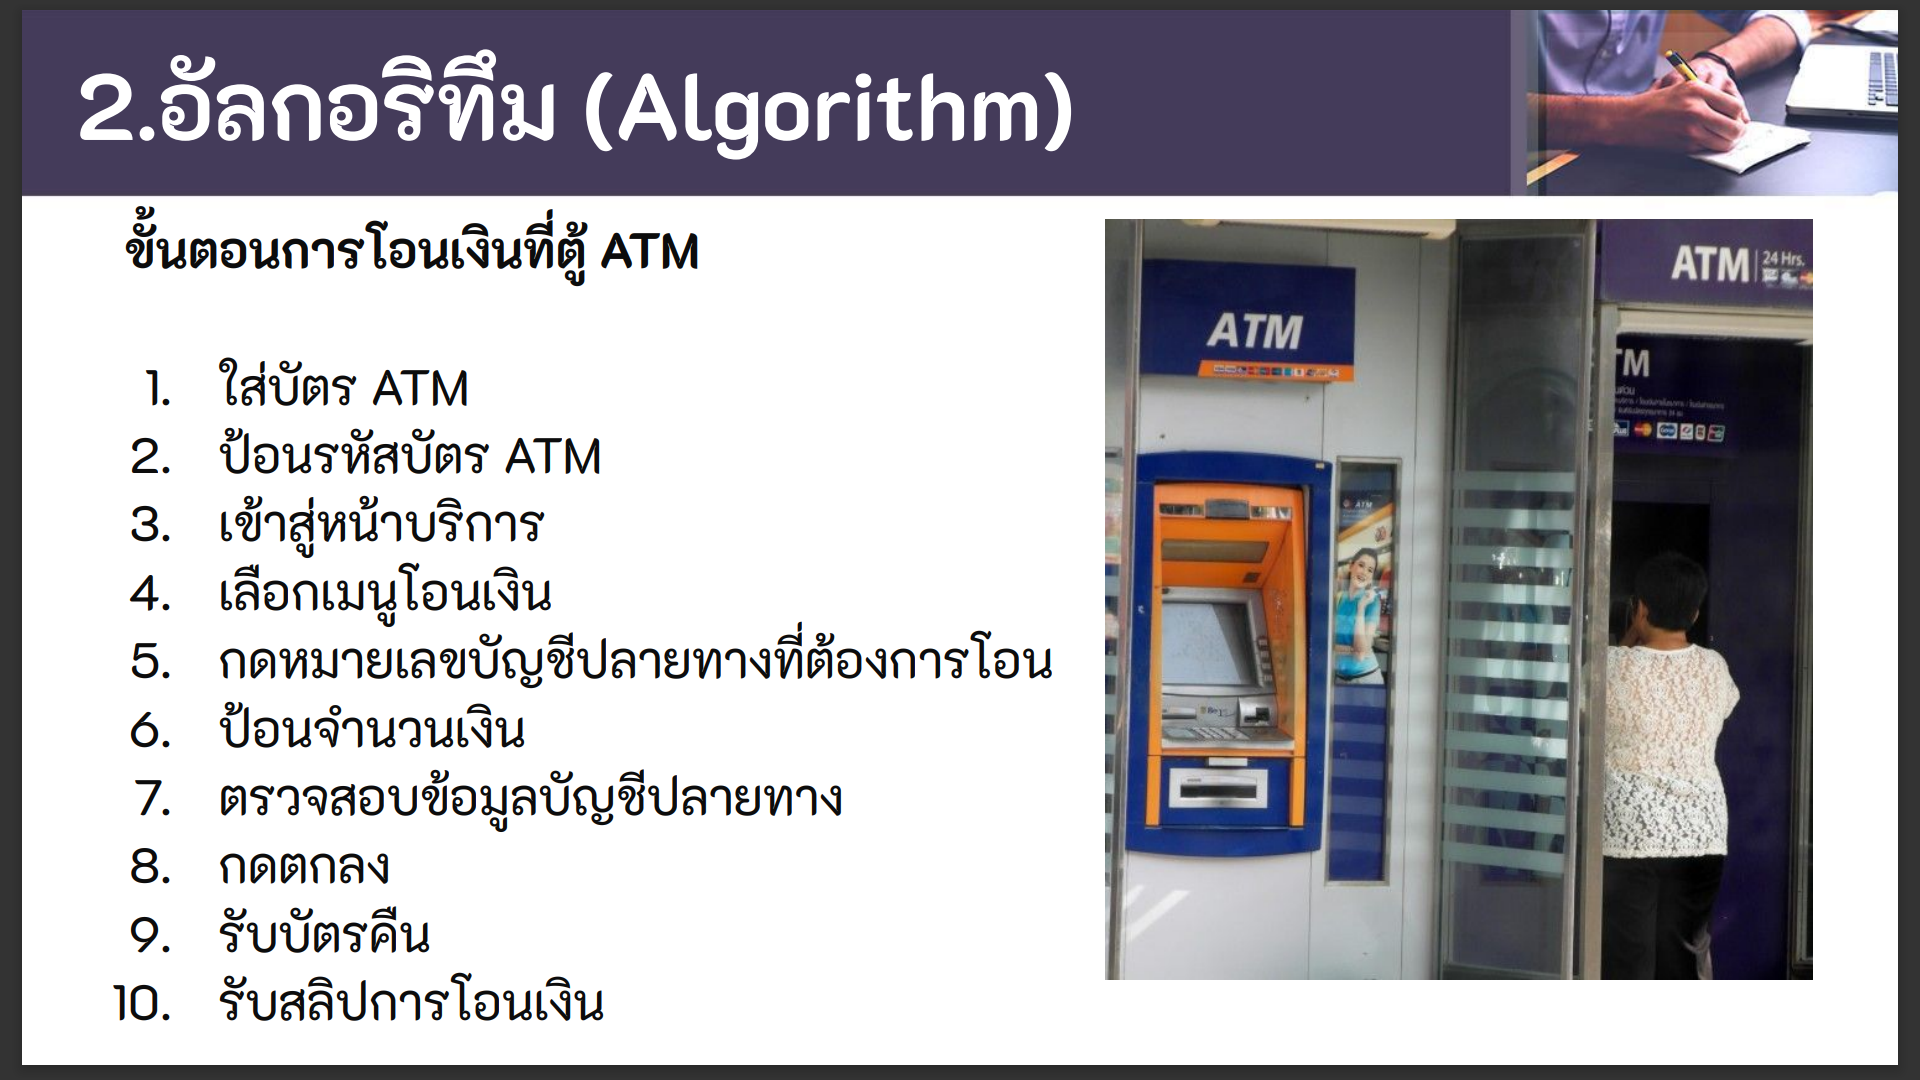 2.อัลกอริทึม (Algorithm)
ขั้นตอนการโอนเงินที่ตู้ ATM
1. ใส่บัตร ATM
2. ป้อนรหัสบัตร ATM
3. เข้าสู่หน้าบริการ
4. เลือกเมนูโอนเงิน
5. กดหมายเลขบัญชีปลายทางที่ต้องการโอน
6. ป้อนจำนวนเงิน
7. ตรวจสอบข้อมูลบัญชีปลายทาง
8. กดตกลง
9. รับบัตรคืน
10. รับสลิปการโอนเงิน
ATM
ATM 24 Hrs.
TM
ATM